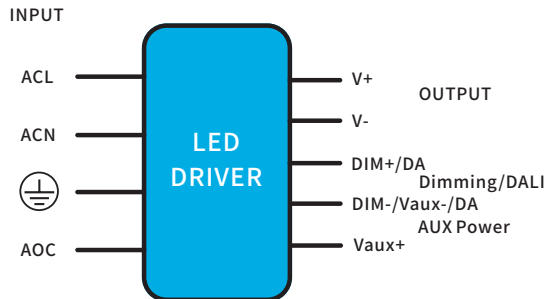 INPUT
ACL
ACN
AOC
LED
DRIVER
V+
V-
OUTPUT
DIM+/DA
Dimming/DALI
DIM-/Vaux-/DA
AUX Power
Vaux+